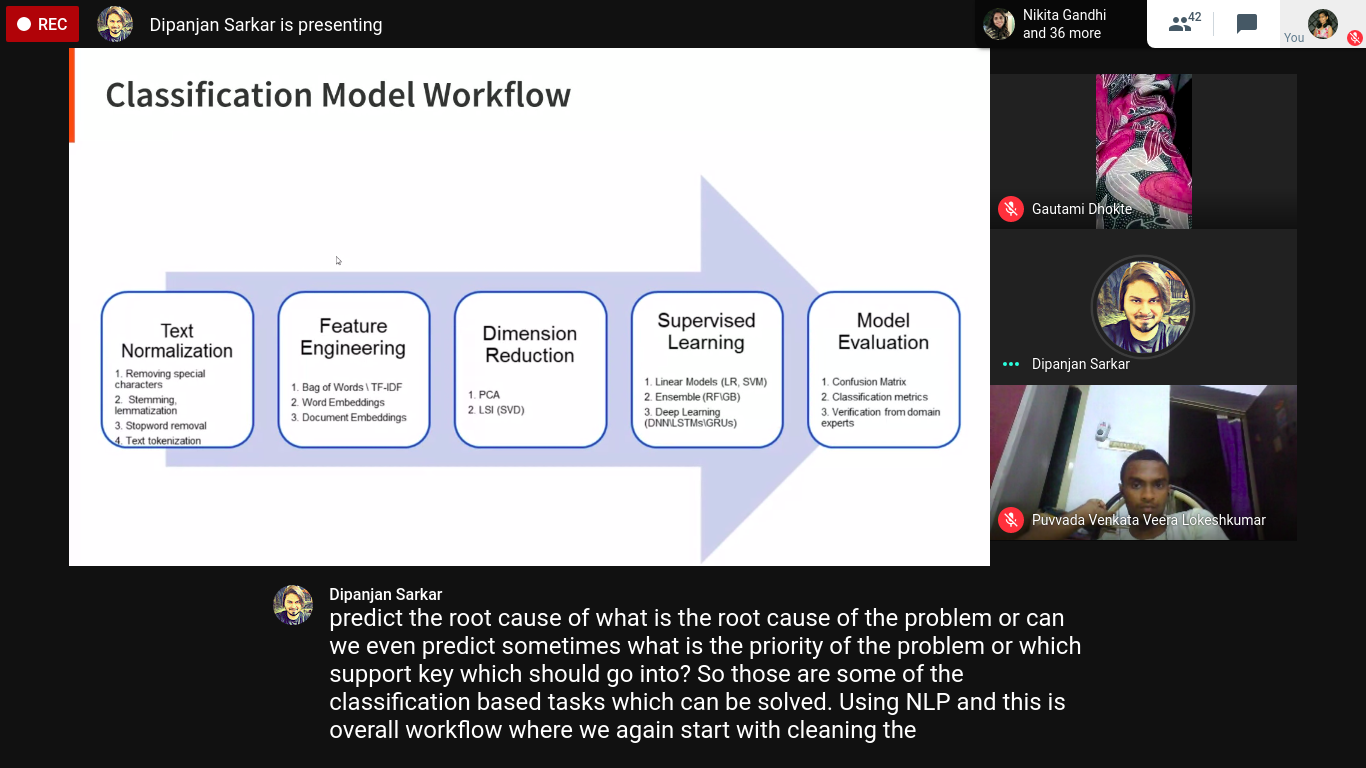 REC
Dipanjan Sarkar is presenting
Nikita Gandhi
and 36 more
42
You
Classification Model Workflow
Text
Normalization
1. Removing special
characters
2. Stemming,
lemmatization
3. Stopword removal
4. Text tokenization
Feature
Engineering
1. Bag of Words \ TF-IDF
2. Word Embeddings
3. Document Embeddings
Dimension
Reduction
1. PCA
2. LSI (SVD)
Supervised
Learning
1. Linear Models (LR, SVM)
2. Ensemble (RF\GB)
3. Deep Learning
(DNN\LSTMs\GRUs)
Model
Evaluation
1. Confusion Matrix
2. Classification metrics
3. Verification from domain
experts
Gautami Dhokte
Dipanjan Sarkar
Puvvada Venkata Veera Lokeshkumar
Dipanjan Sarkar
predict the root cause of what is the root cause of the problem or can
we even predict sometimes what is the priority of the problem or which
support key which should go into? So those are some of the
classification based tasks which can be solved. Using NLP and this is
overall workflow where we again start with cleaning the